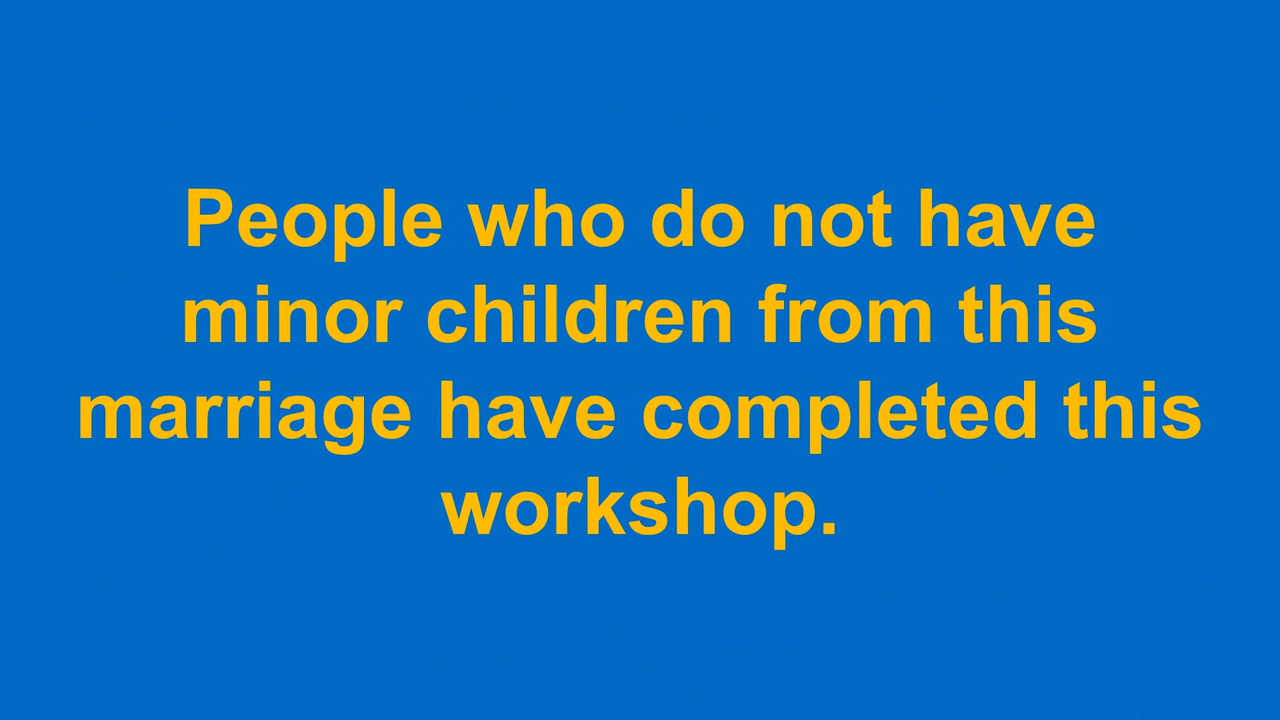 People who do not have
minor children from this
marriage have completed this
workshop.